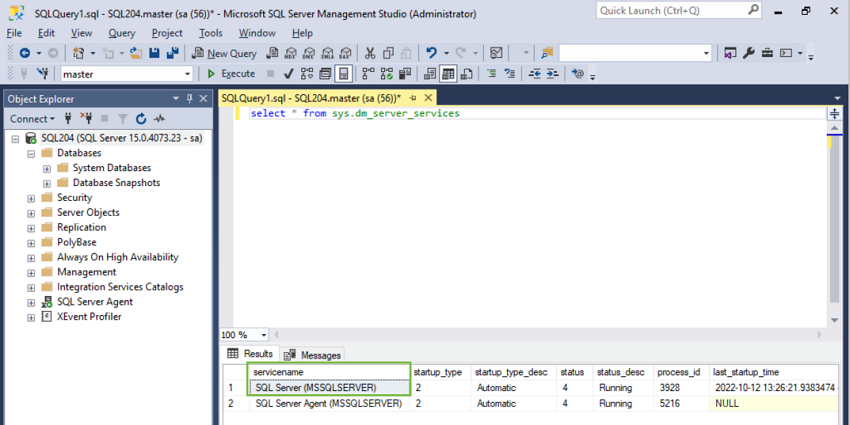 SQLQuery1.sql - SQL204.master (sa (56))* - Microsoft SQL Server Management Studio (Administrator)
Quick Launch (Ctrl+Q)
File Edit View Query Project Tools Window Help
New Query MDX DMX XMLA DAX
master Execute
Object Explorer
Connect
SQL204 (SQL Server 15.0.4073.23 - sa)
Databases
System Databases
Database Snapshots
Security
Server Objects
Replication
PolyBase
Always On High Availability
Management
Integration Services Catalogs
SQL Server Agent
XEvent Profiler
SQLQuery1.sql - SQL204.master (sa (56))*
select * from sys.dm_server_services
100 %
Results Messages
servicename startup_type startup_type_desc status status_desc process_id last_startup_time
1 SQL Server (MSSQLSERVER) 2 Automatic 4 Running 3928 2022-10-12 13:26:21.9383474
2 SQL Server Agent (MSSQLSERVER) 2 Automatic 4 Running 5216 NULL